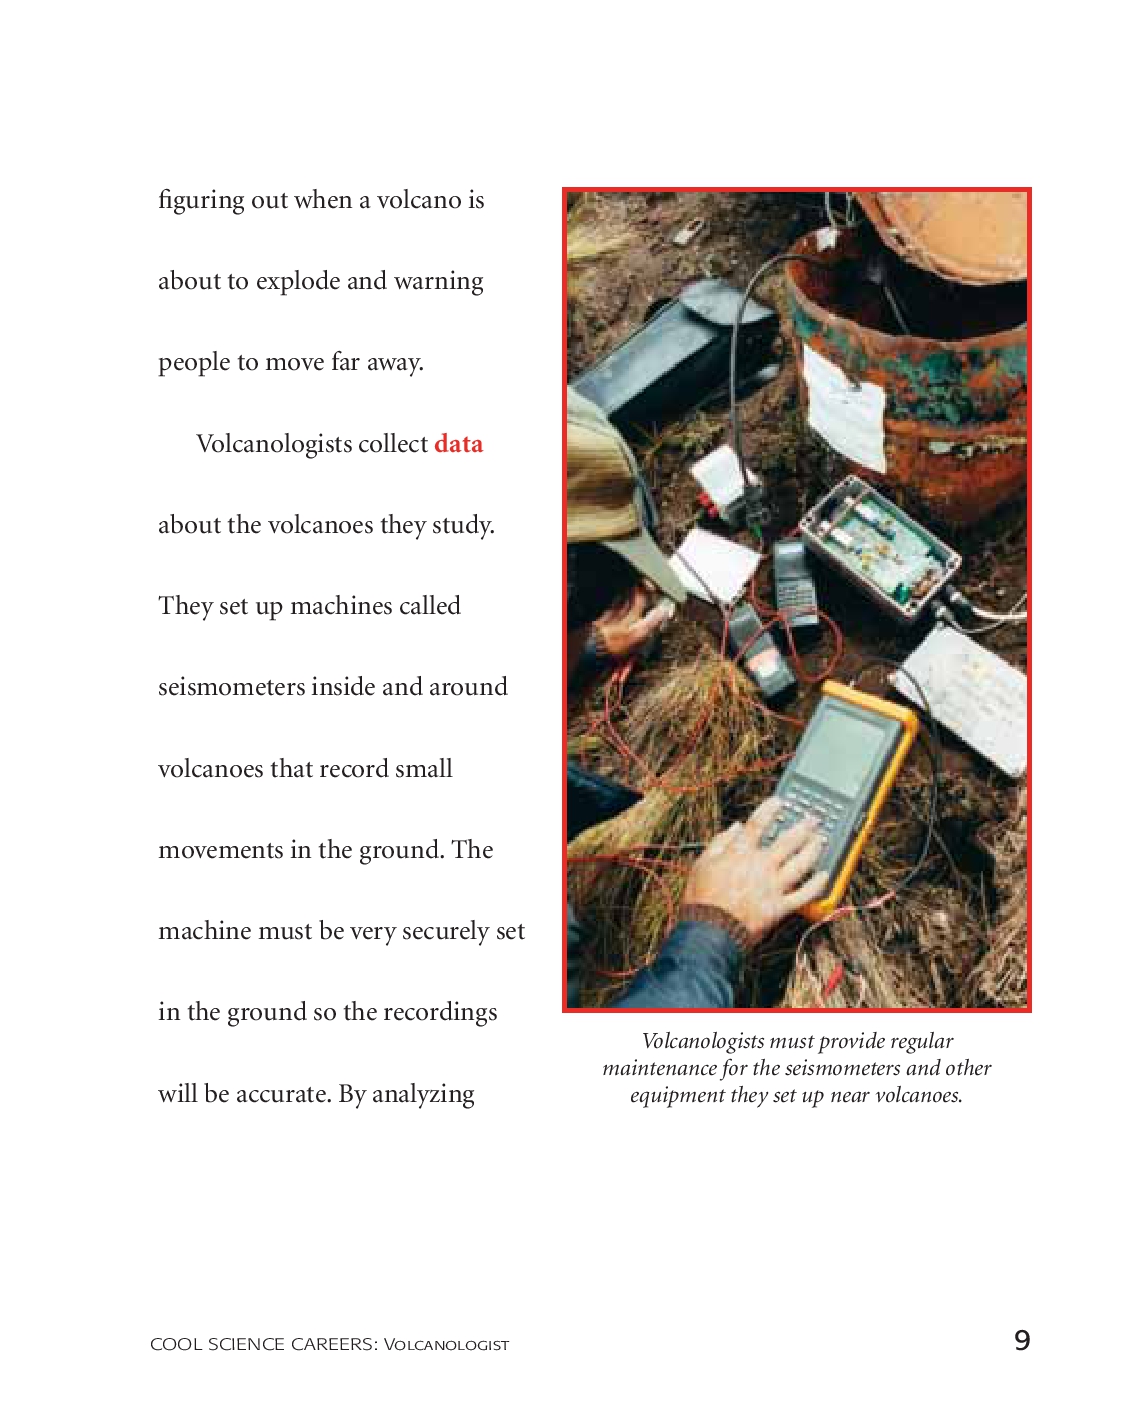 figuring out when a volcano is
about to explode and warning
people to move far away.
Volcanologists collect data
about the volcanoes they study.
They set up machines called
seismometers inside and around
volcanoes that record small
movements in the ground. The
machine must be very securely set
in the ground so the recordings
will be accurate. By analyzing
Volcanologists must provide regular
maintenance for the seismometers and other
equipment they set up near volcanoes.
COOL SCIENCE CAREERS: VOLCANOLOGIST
9